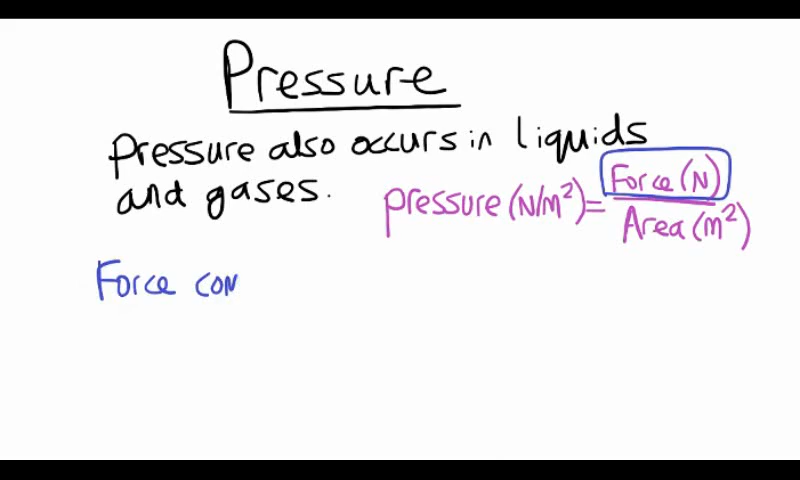 Pressure
Pressure also occurs in liquids
and gases.
pressure (N/m²) = Force (N)
Area (m²)
Force con